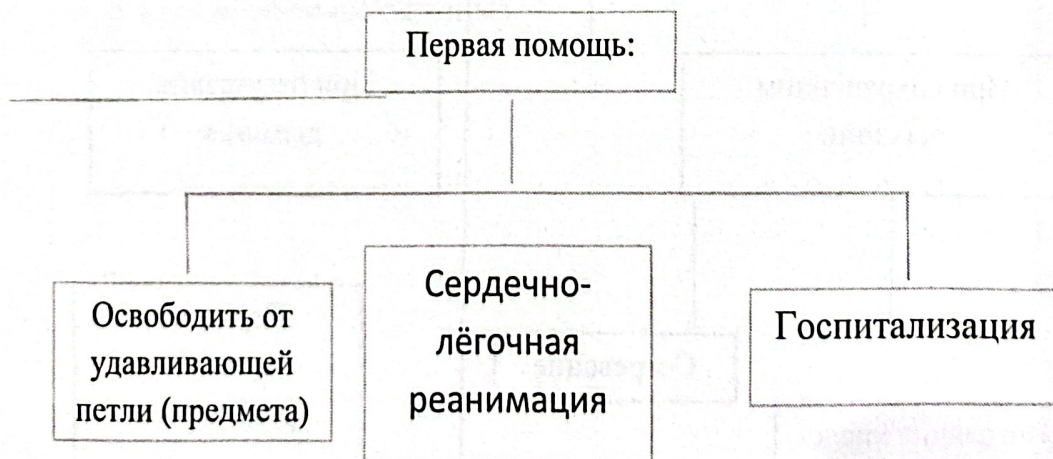 Первая помощь:
Освободить от
удавливающей
петли (предмета)
Сердечно-
лёгочная
реанимация
Госпитализация